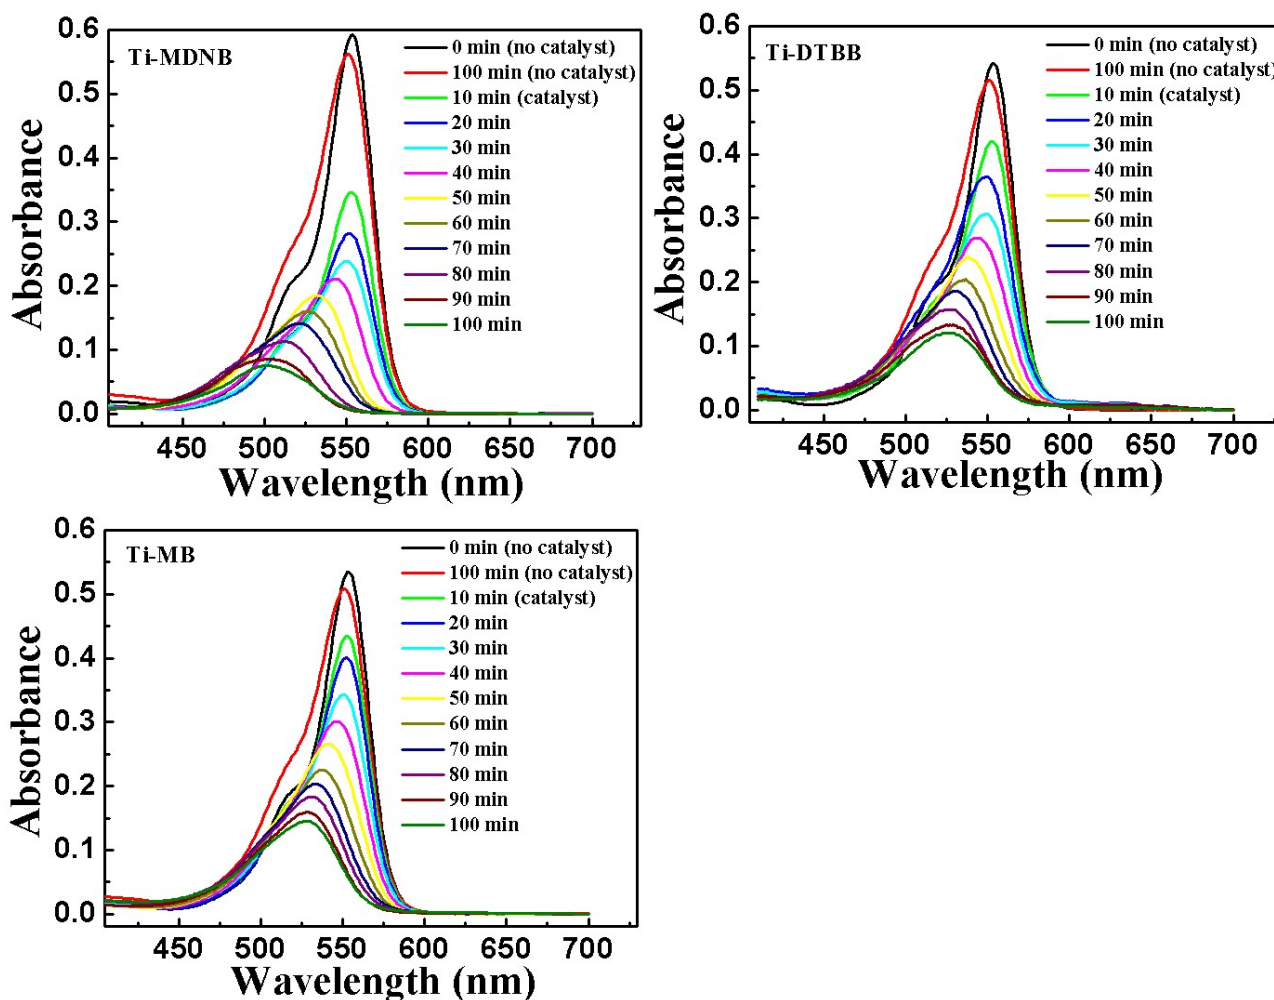 Ti-MDNB
0 min (no catalyst)
100 min (no catalyst)
10 min (catalyst)
20 min
30 min
40 min
50 min
60 min
70 min
80 min
90 min
100 min
0.6
0.5
0.4
0.3
0.2
0.1
0.0
Absorbance
450 500 550 600 650 700
Wavelength (nm)
Ti-DTBB
0 min (no catalyst)
100 min (no catalyst)
10 min (catalyst)
20 min
30 min
40 min
50 min
60 min
70 min
80 min
90 min
100 min
0.6
0.5
0.4
0.3
0.2
0.1
0.0
Absorbance
450 500 550 600 650 700
Wavelength (nm)
Ti-MB
0 min (no catalyst)
100 min (no catalyst)
10 min (catalyst)
20 min
30 min
40 min
50 min
60 min
70 min
80 min
90 min
100 min
0.6
0.5
0.4
0.3
0.2
0.1
0.0
Absorbance
450 500 550 600 650 700
Wavelength (nm)